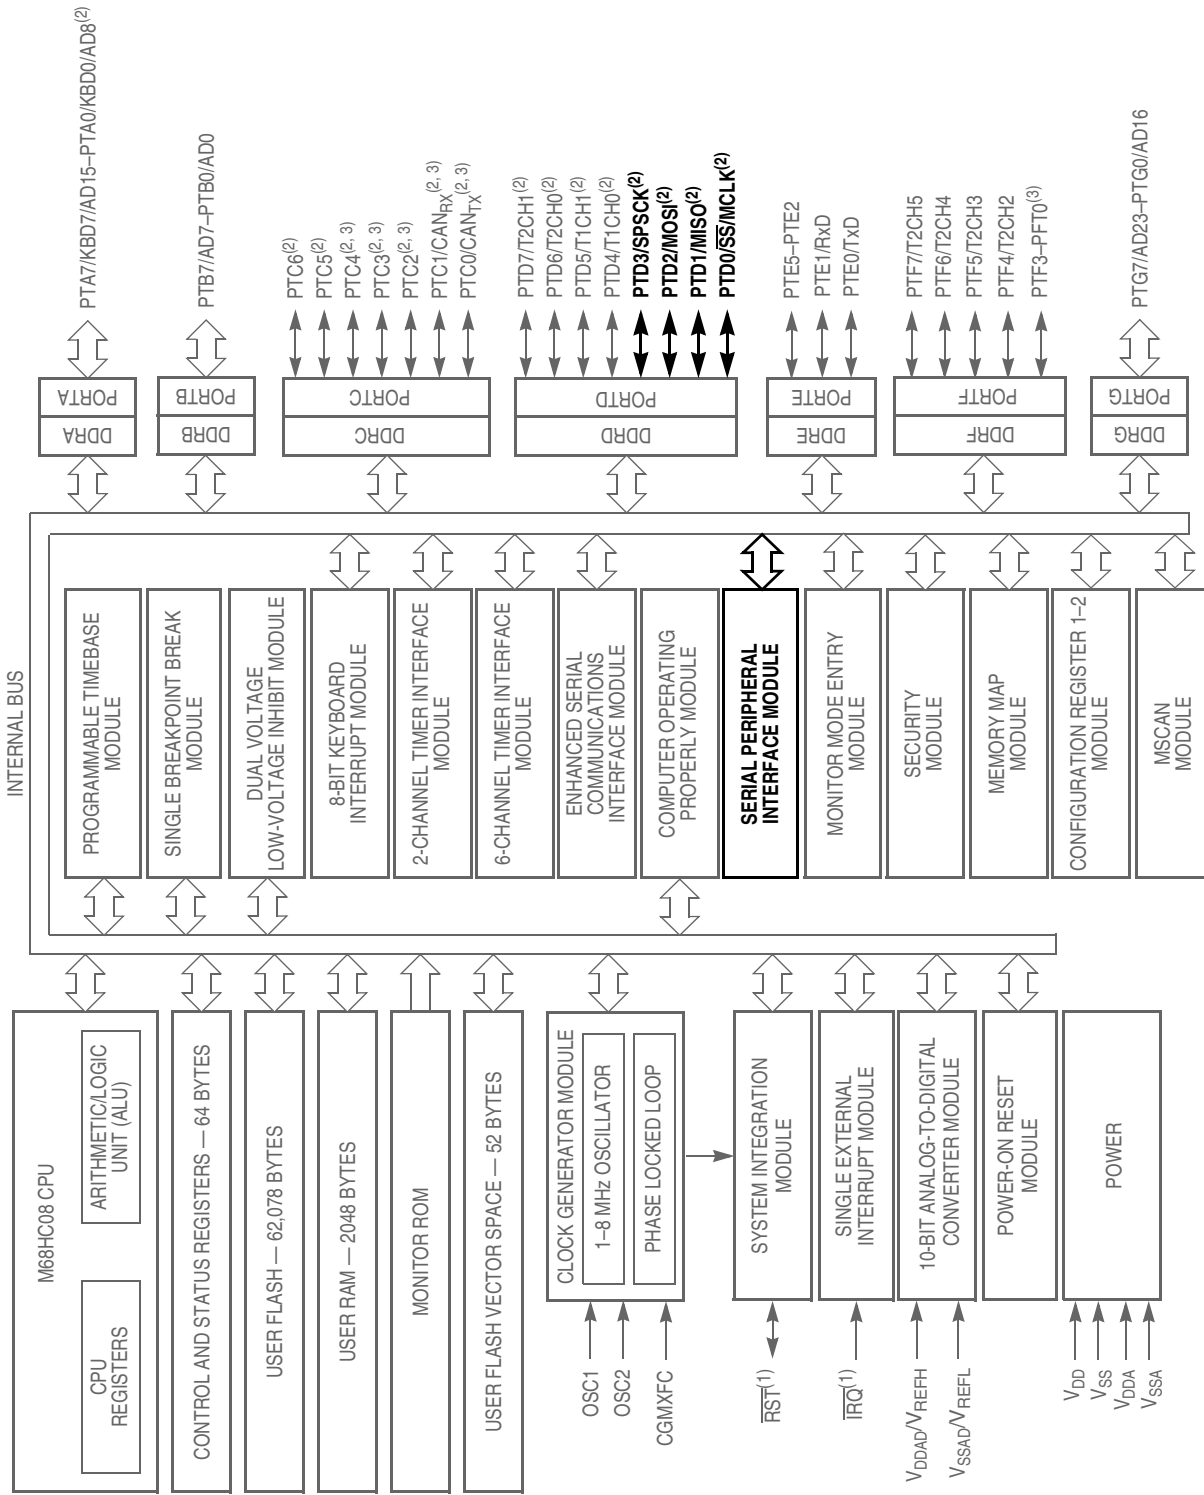 INTERNAL BUS
M68HC08 CPU
CPU
REGISTERS
ARITHMETIC/LOGIC
UNIT (ALU)
CONTROL AND STATUS REGISTERS — 64 BYTES
USER FLASH — 62,078 BYTES
USER RAM — 2048 BYTES
MONITOR ROM
USER FLASH VECTOR SPACE — 52 BYTES
CLOCK GENERATOR MODULE
1–8 MHz OSCILLATOR
PHASE LOCKED LOOP
OSC1
OSC2
CGMXFC
SYSTEM INTEGRATION
MODULE
RST(1)
SINGLE EXTERNAL
INTERRUPT MODULE
IRQ(1)
10-BIT ANALOG-TO-DIGITAL
CONVERTER MODULE
VDDAD/VREFH
VSSAD/VREFL
POWER-ON RESET
MODULE
POWER
VDD
VSS
VDDA
VSSA
PROGRAMMABLE TIMEBASE
MODULE
SINGLE BREAKPOINT BREAK
MODULE
DUAL VOLTAGE
LOW-VOLTAGE INHIBIT MODULE
8-BIT KEYBOARD
INTERRUPT MODULE
2-CHANNEL TIMER INTERFACE
MODULE
6-CHANNEL TIMER INTERFACE
MODULE
ENHANCED SERIAL
COMMUNICATIONS
INTERFACE MODULE
COMPUTER OPERATING
PROPERLY MODULE
SERIAL PERIPHERAL
INTERFACE MODULE
MONITOR MODE ENTRY
MODULE
SECURITY
MODULE
MEMORY MAP
MODULE
CONFIGURATION REGISTER 1–2
MODULE
MSCAN
MODULE
DDRA
PORTA
PTA7/KBD7/AD15–PTA0/KBD0/AD8(2)
DDRB
PORTB
PTB7/AD7–PTB0/AD0
DDRC
PORTC
PTC6(2)
PTC5(2)
PTC4(2, 3)
PTC3(2, 3)
PTC2(2, 3)
PTC1/CANRX(2, 3)
PTC0/CANTX(2, 3)
DDRD
PORTD
PTD7/T2CH1(2)
PTD6/T2CH0(2)
PTD5/T1CH1(2)
PTD4/T1CH0(2)
PTD3/SPSCK(2)
PTD2/MOSI(2)
PTD1/MISO(2)
PTD0/SS/MCLK(2)
DDRE
PORTE
PTE5–PTE2
PTE1/RxD
PTE0/TxD
DDRF
PORTF
PTF7/T2CH5
PTF6/T2CH4
PTF5/T2CH3
PTF4/T2CH2
PTF3–PFT0(3)
DDRG
PORTG
PTG7/AD23–PTG0/AD16